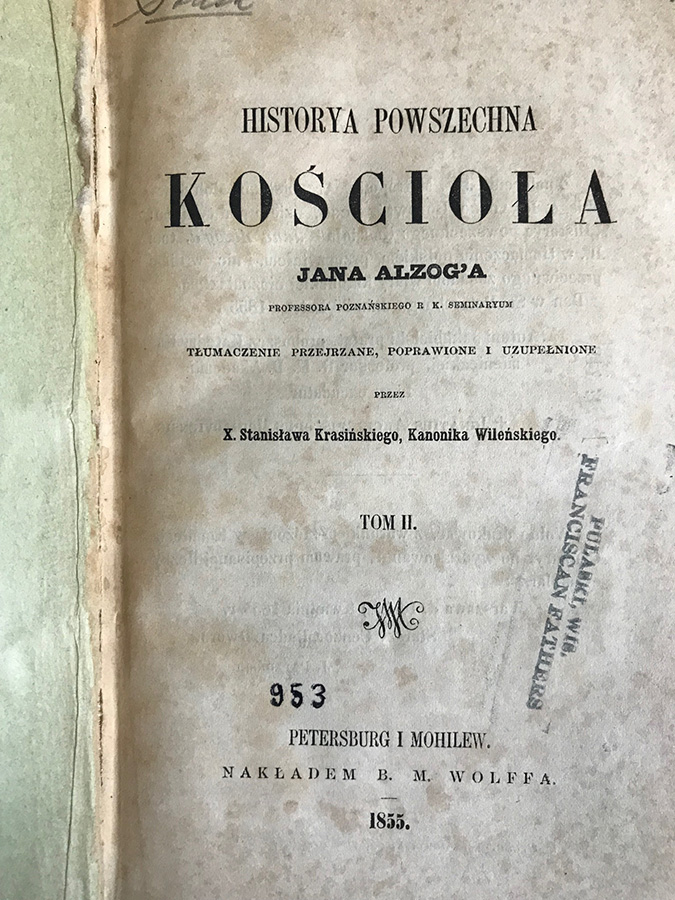 HISTORYA POWSZECHNA
KOŚCIOŁA
JANA ALZOG'A
PROFESSORA POZNAŃSKIEGO R K. SEMINARYUM
TŁUMACZENIE PRZEJRZANE, POPRAWIONE I UZUPEŁNIONE
PRZEZ
X. Stanisława Krasińskiego, Kanonika Wileńskiego.
TOM II.
FRANCISCAN FATHERS
PULASKI, WIS.
953
PETERSBURG I MOHILEW.
NAKŁADEM B. M. WOLFFA.
1855.